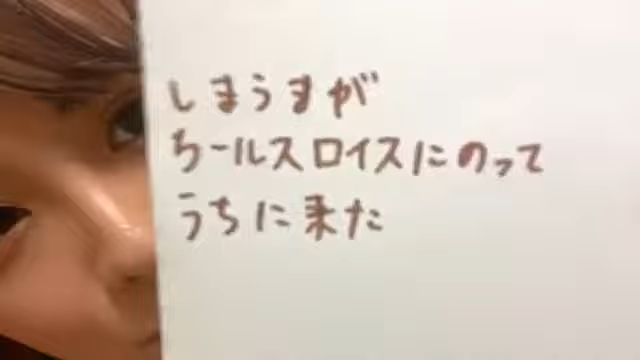 しまうまが
ちールスロイスにのって
うちに来た